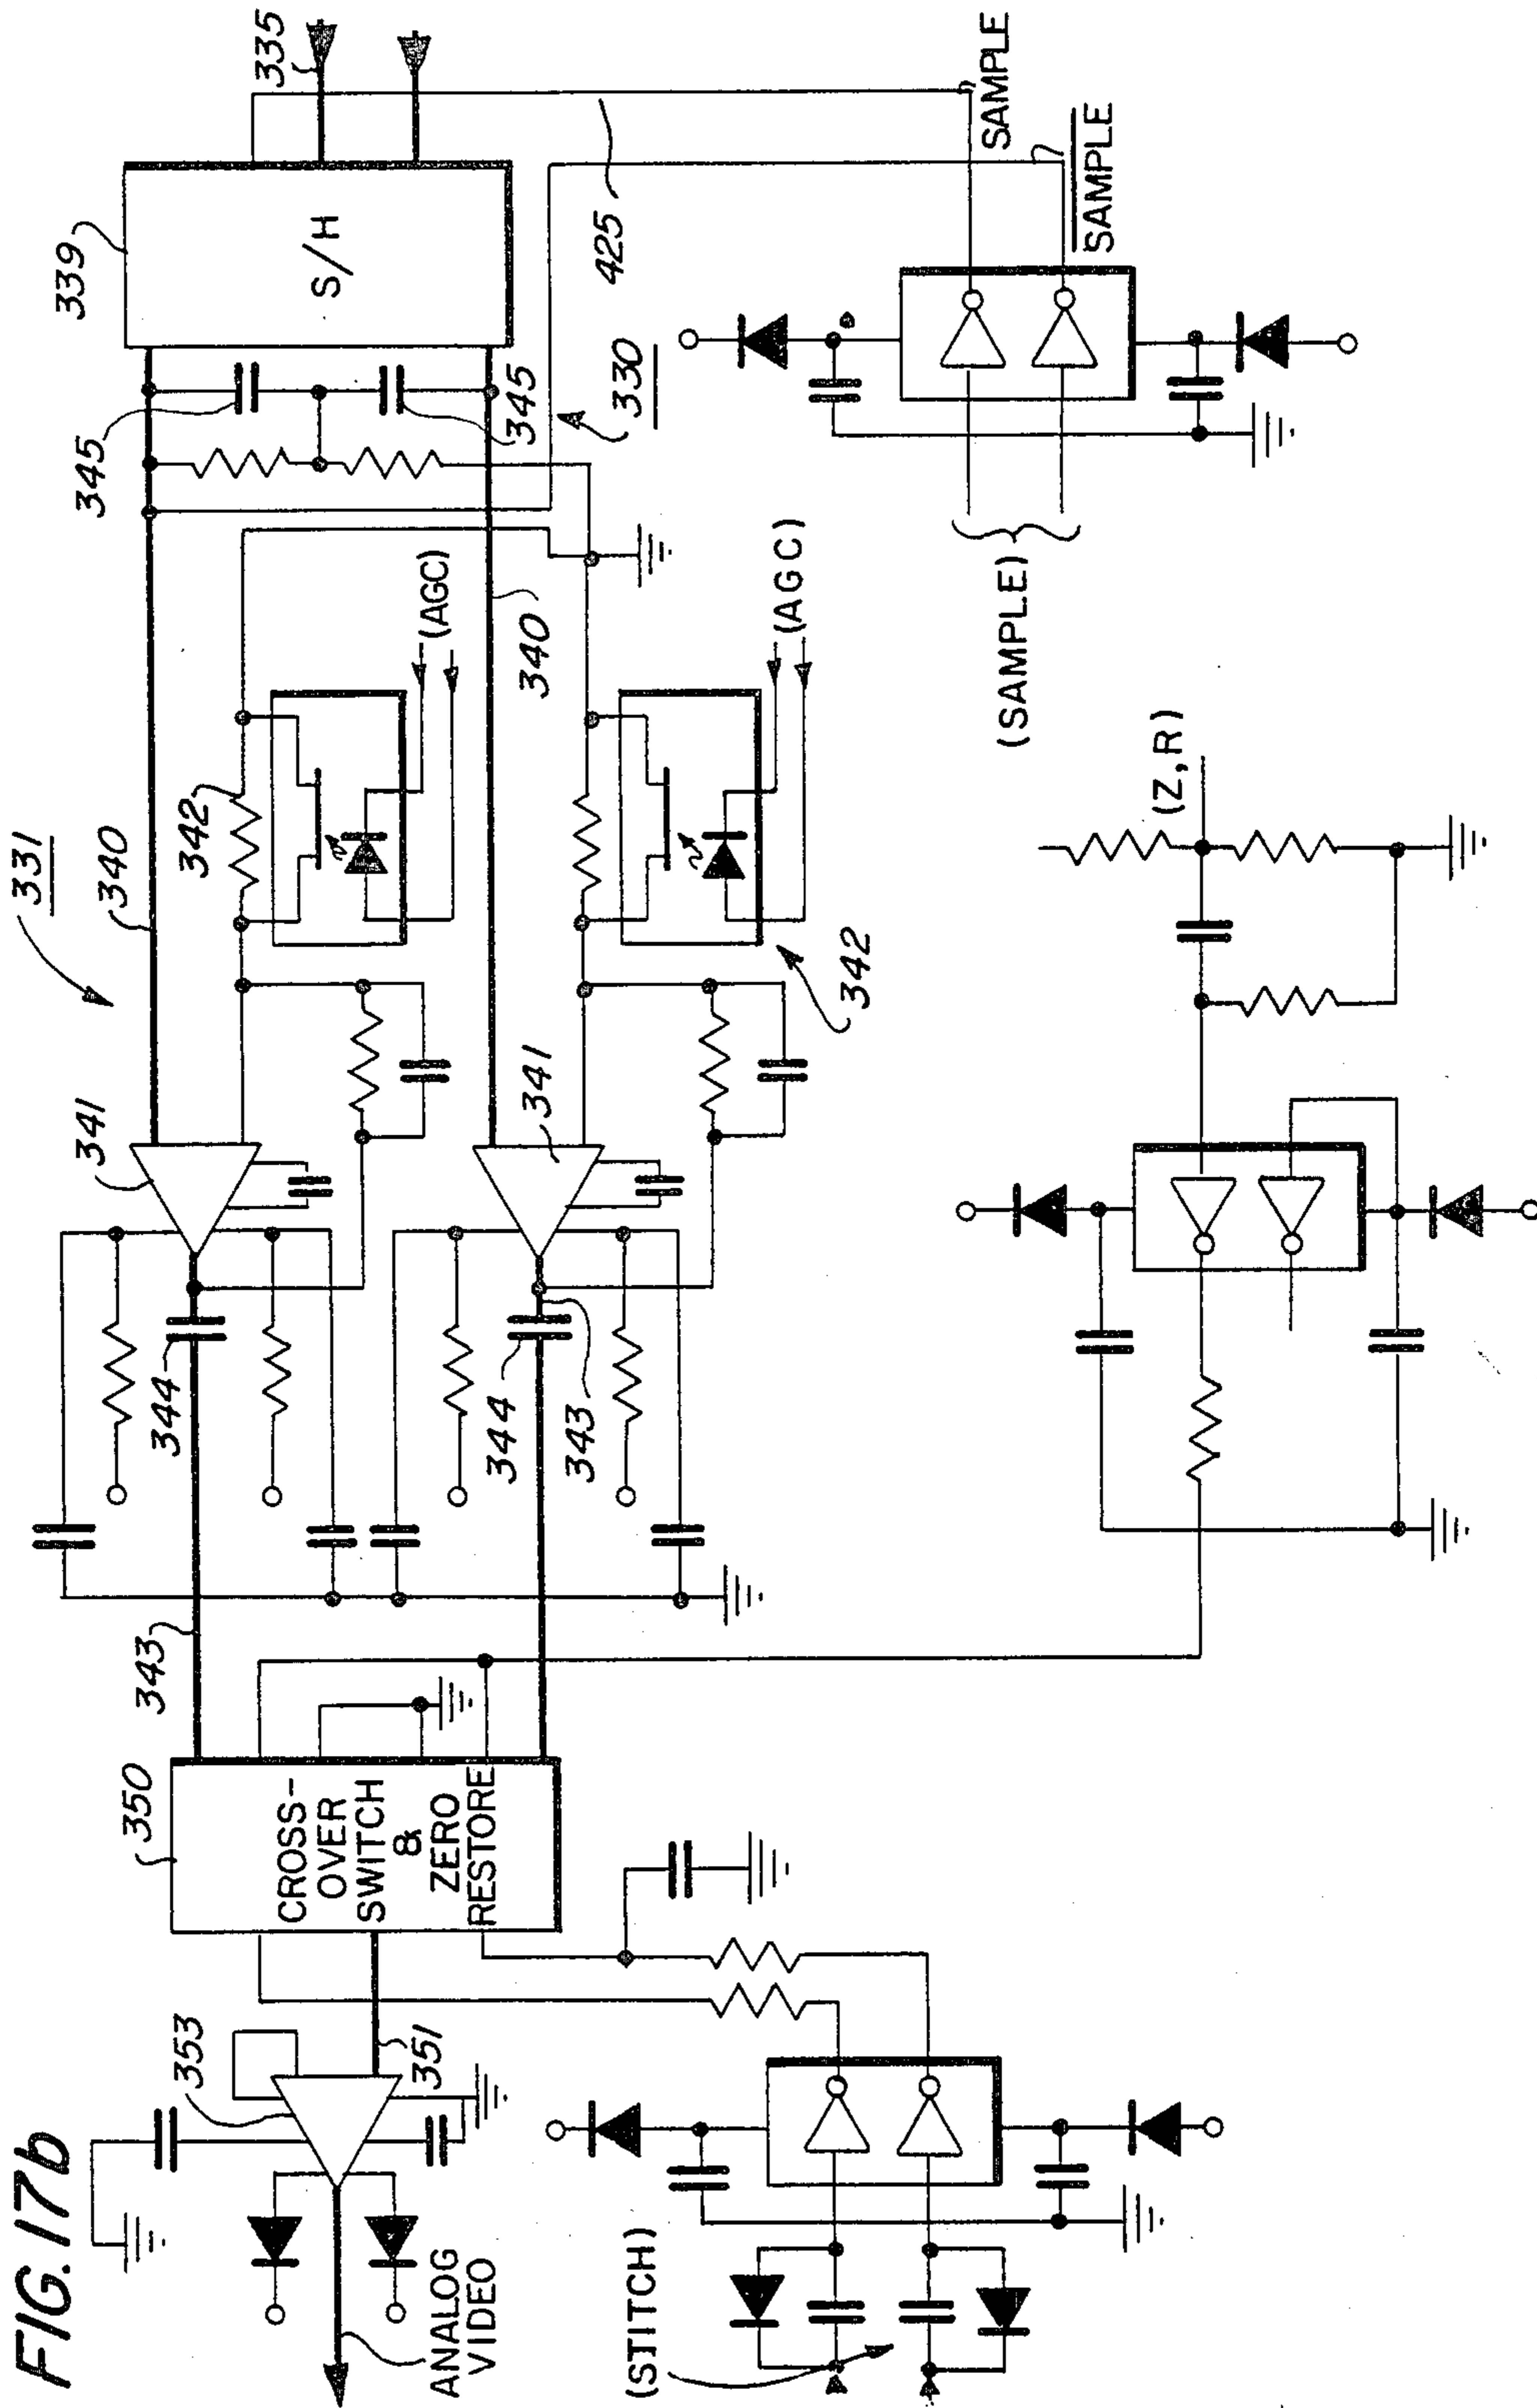 FIG. 17b
331
340
341
342
(AGC)
345
339
S/H
335
340
345
330
425
SAMPLE
SAMPLE
(SAMPLE)
(AGC)
342
341
343
344
344
343
350
CROSS-
OVER
SWITCH
&
ZERO
RESTORE
353
351
ANALOG
VIDEO
(STITCH)
(Z,R)